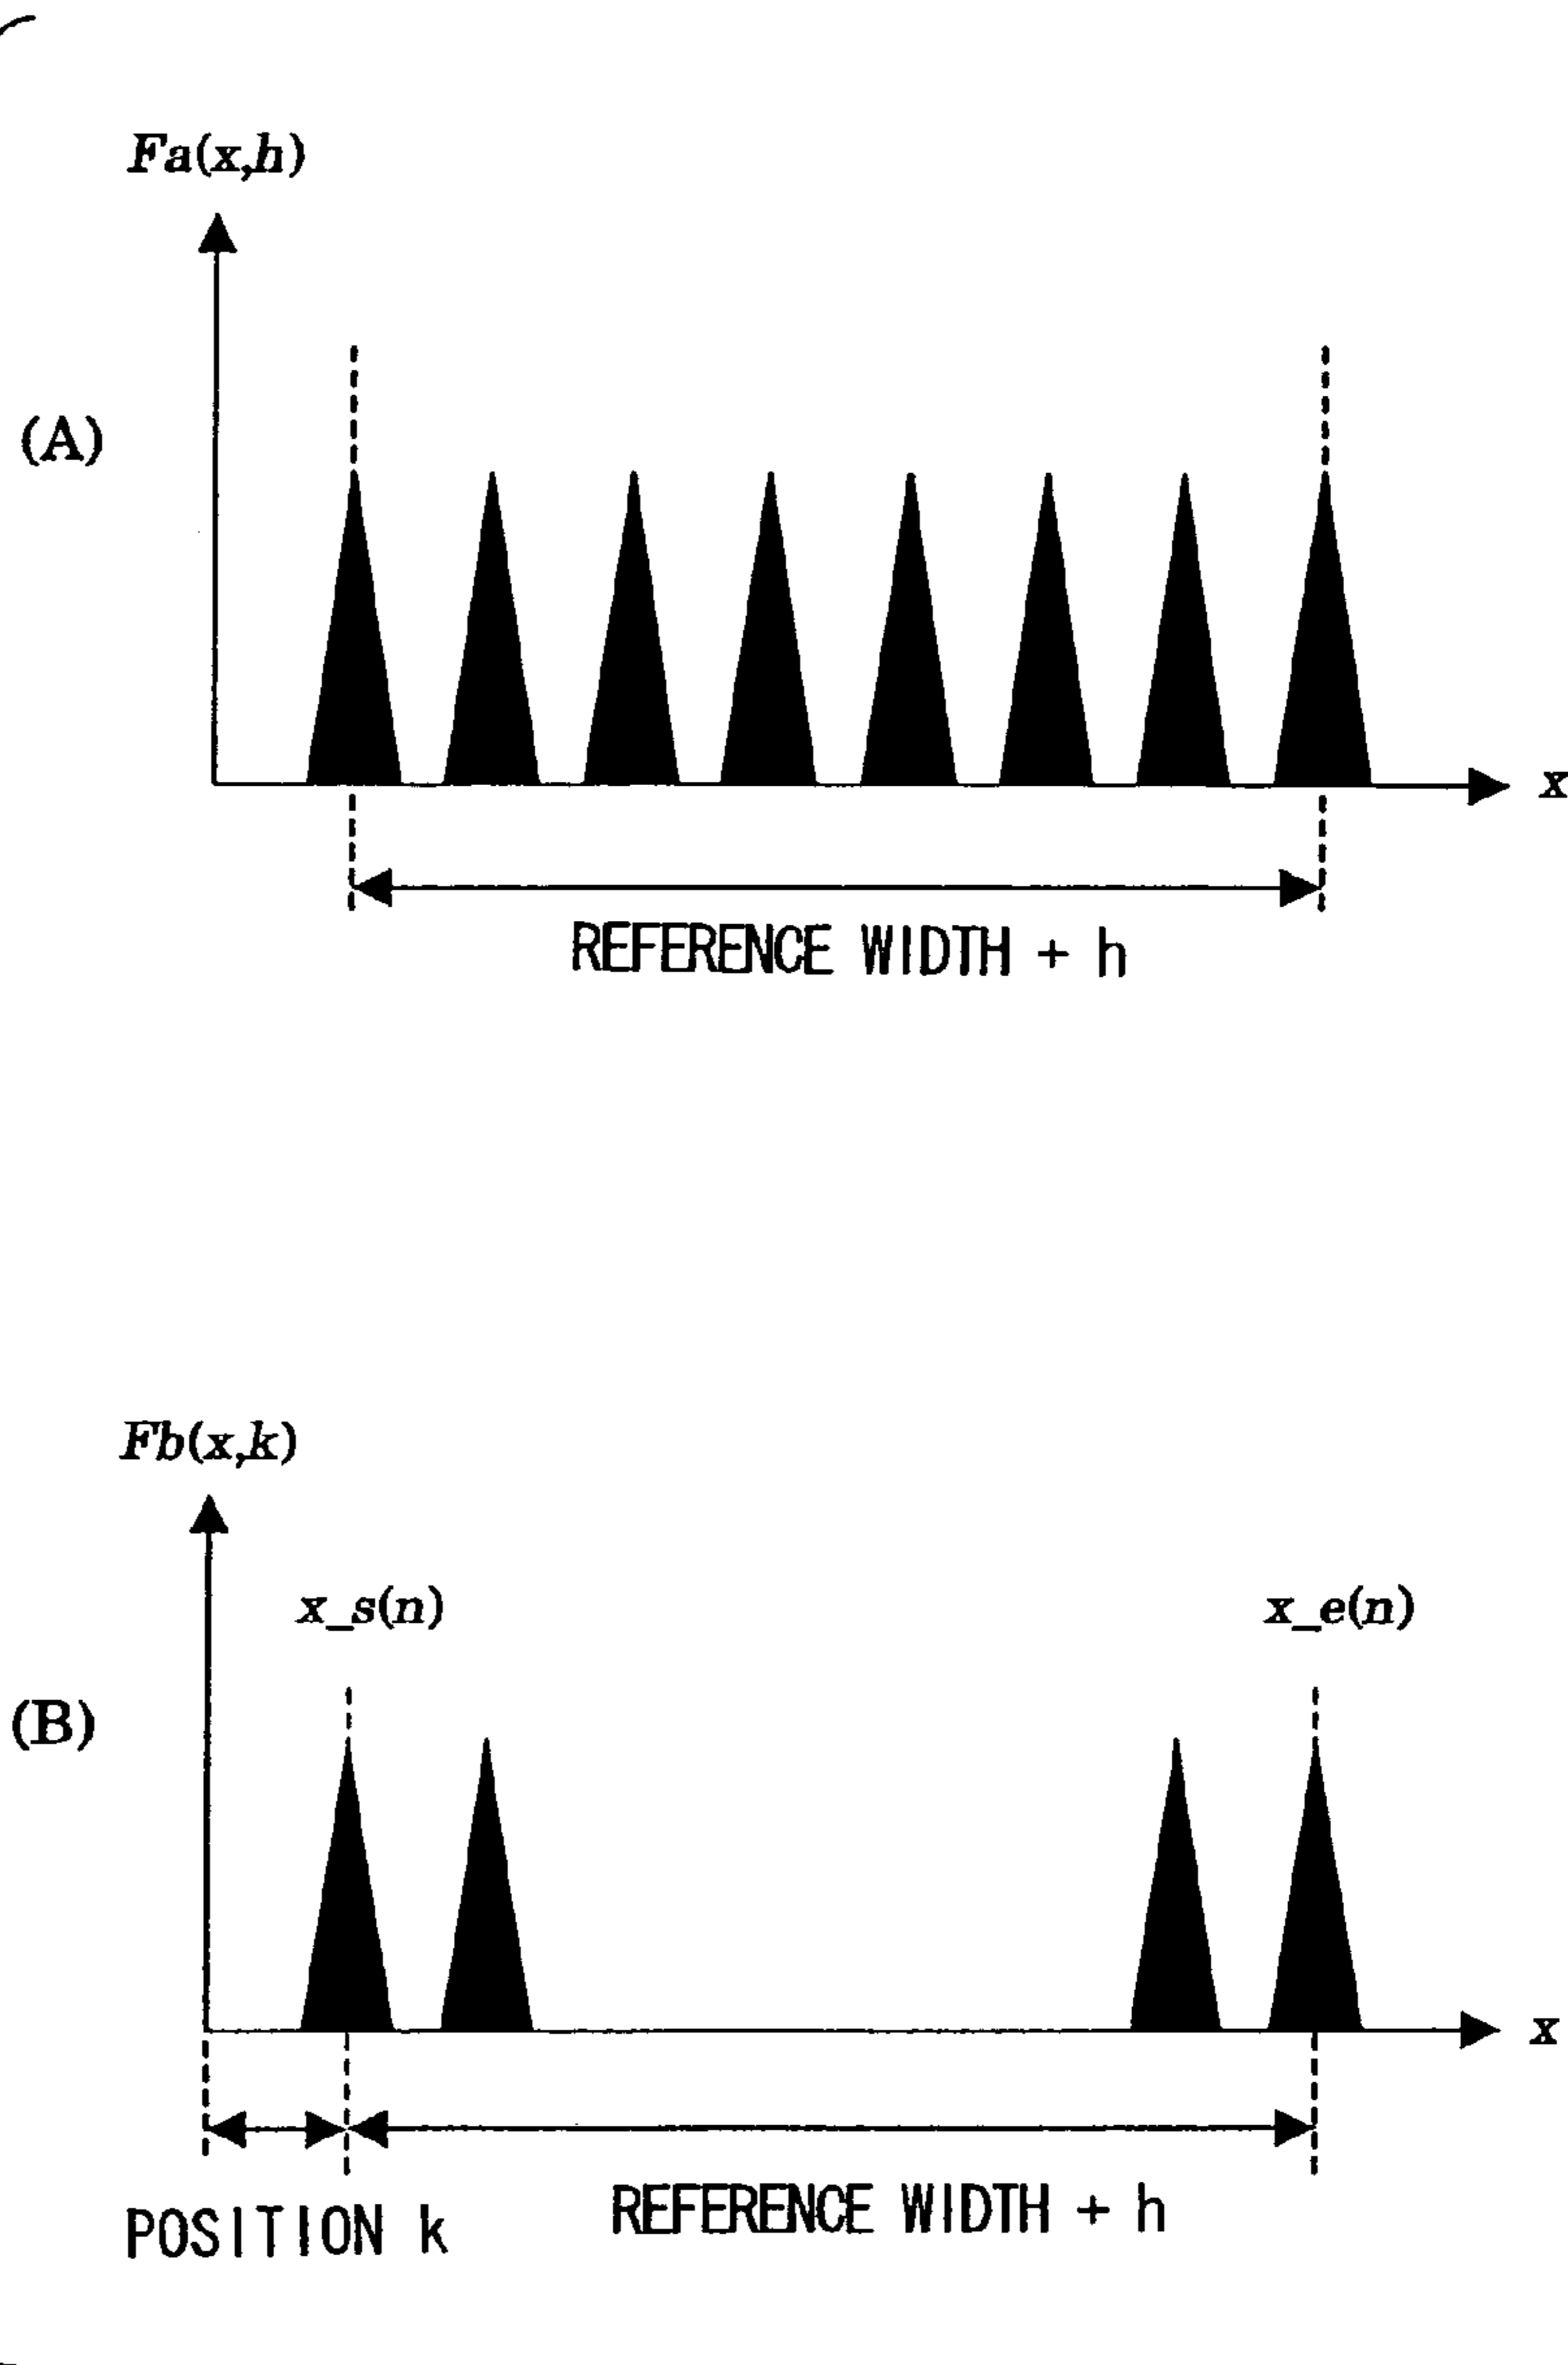 Fa(x,h)
(A)
x
REFERENCE WIDTH + h
Fb(x,k)
x_s(n)
x_e(n)
(B)
x
POSITION k
REFERENCE WIDTH + h